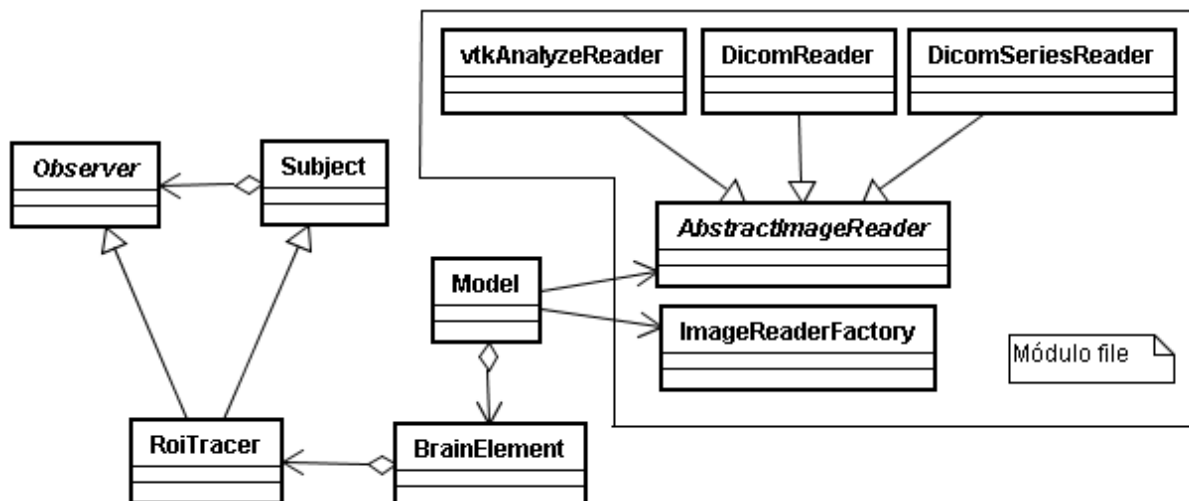 vtkAnalyzeReader
DicomReader
DicomSeriesReader
Observer
Subject
AbstractImageReader
Model
ImageReaderFactory
Módulo file
RoiTracer
BrainElement